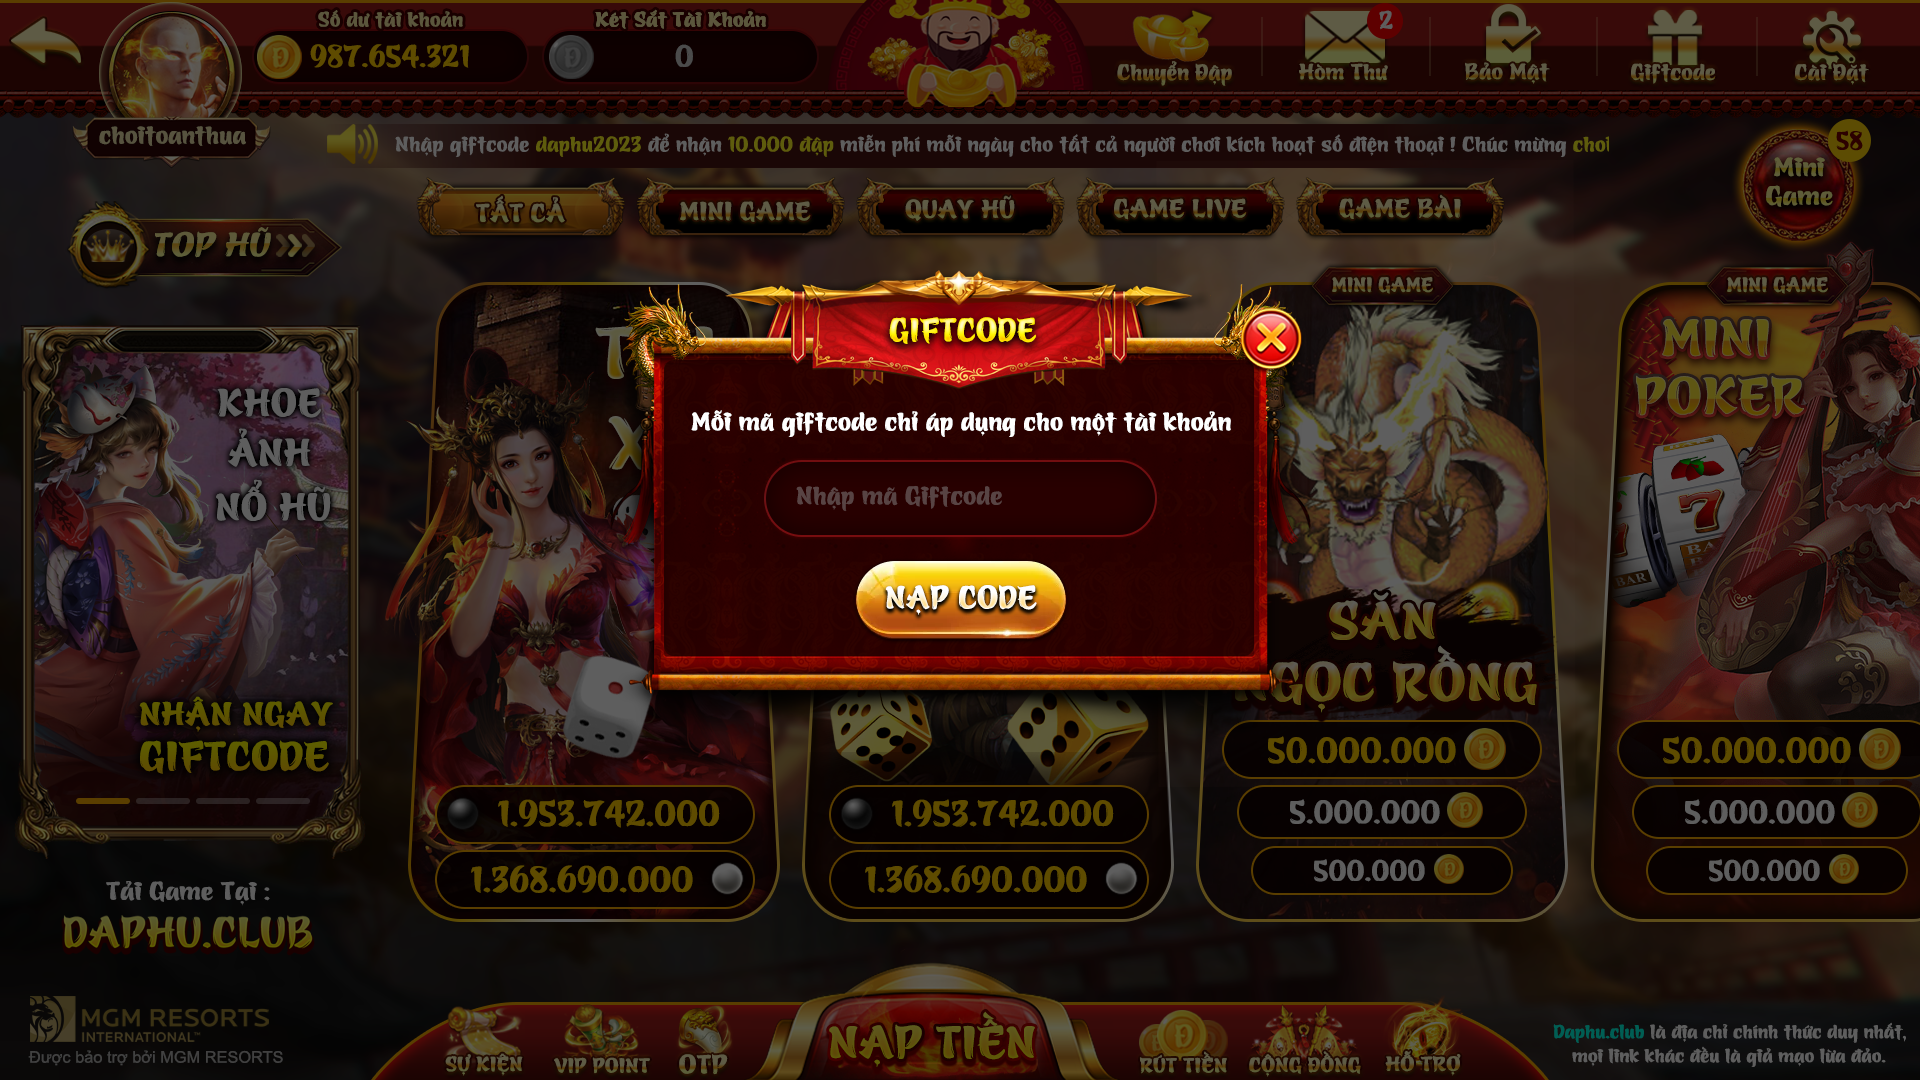 Số dư tài khoản
987.654.321
Két Sắt Tài Khoản
0
Chuyển Đập
2
Hòm Thư
Bảo Mật
Giftcode
Cài Đặt
choitoanthua
Nhập giftcode daphu2023 để nhận 10.000 đập miễn phí mỗi ngày cho tất cả người chơi kích hoạt số điện thoại ! Chúc mừng choi
58
Mini
Game
TẤT CẢ
MINI GAME
QUAY HŨ
GAME LIVE
GAME BÀI
TOP HŨ
MINI GAME
MINI GAME
GIFTCODE
Mỗi mã giftcode chỉ áp dụng cho một tài khoản
Nhập mã Giftcode
NẠP CODE
KHOE
ẢNH
NỔ HŨ
NHẬN NGAY
GIFTCODE
T
X
SĂN
NGỌC RỒNG
MINI
POKER
7
BAR
BA
1.953.742.000
1.368.690.000
1.953.742.000
1.368.690.000
50.000.000
5.000.000
500.000
50.000.000
5.000.000
500.000
Tải Game Tại :
DAPHU.CLUB
MGM RESORTS
INTERNATIONAL™
Được bảo trợ bởi MGM RESORTS
SỰ KIỆN
VIP POINT
OTP
NẠP TIỀN
RÚT TIỀN
CỘNG ĐỒNG
HỖ TRỢ
Daphu.club là địa chỉ chính thức duy nhất,
mọi link khác đều là giả mạo lừa đảo.